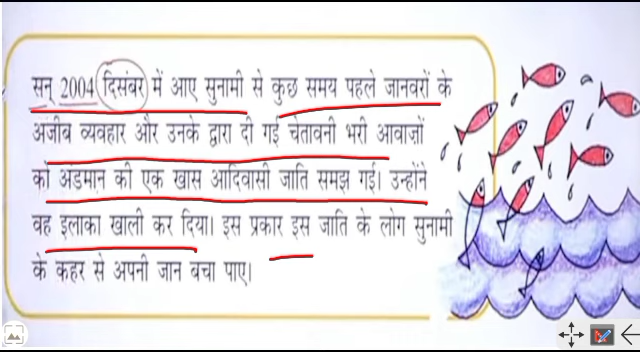 सन् 2004 दिसंबर में आए सुनामी से कुछ समय पहले जानवरों के
अजीब व्यवहार और उनके द्वारा दी गई चेतावनी भरी आवाज़ों
को अंडमान की एक खास आदिवासी जाति समझ गई। उन्होंने
वह इलाका खाली कर दिया। इस प्रकार इस जाति के लोग सुनामी
के कहर से अपनी जान बचा पाए।